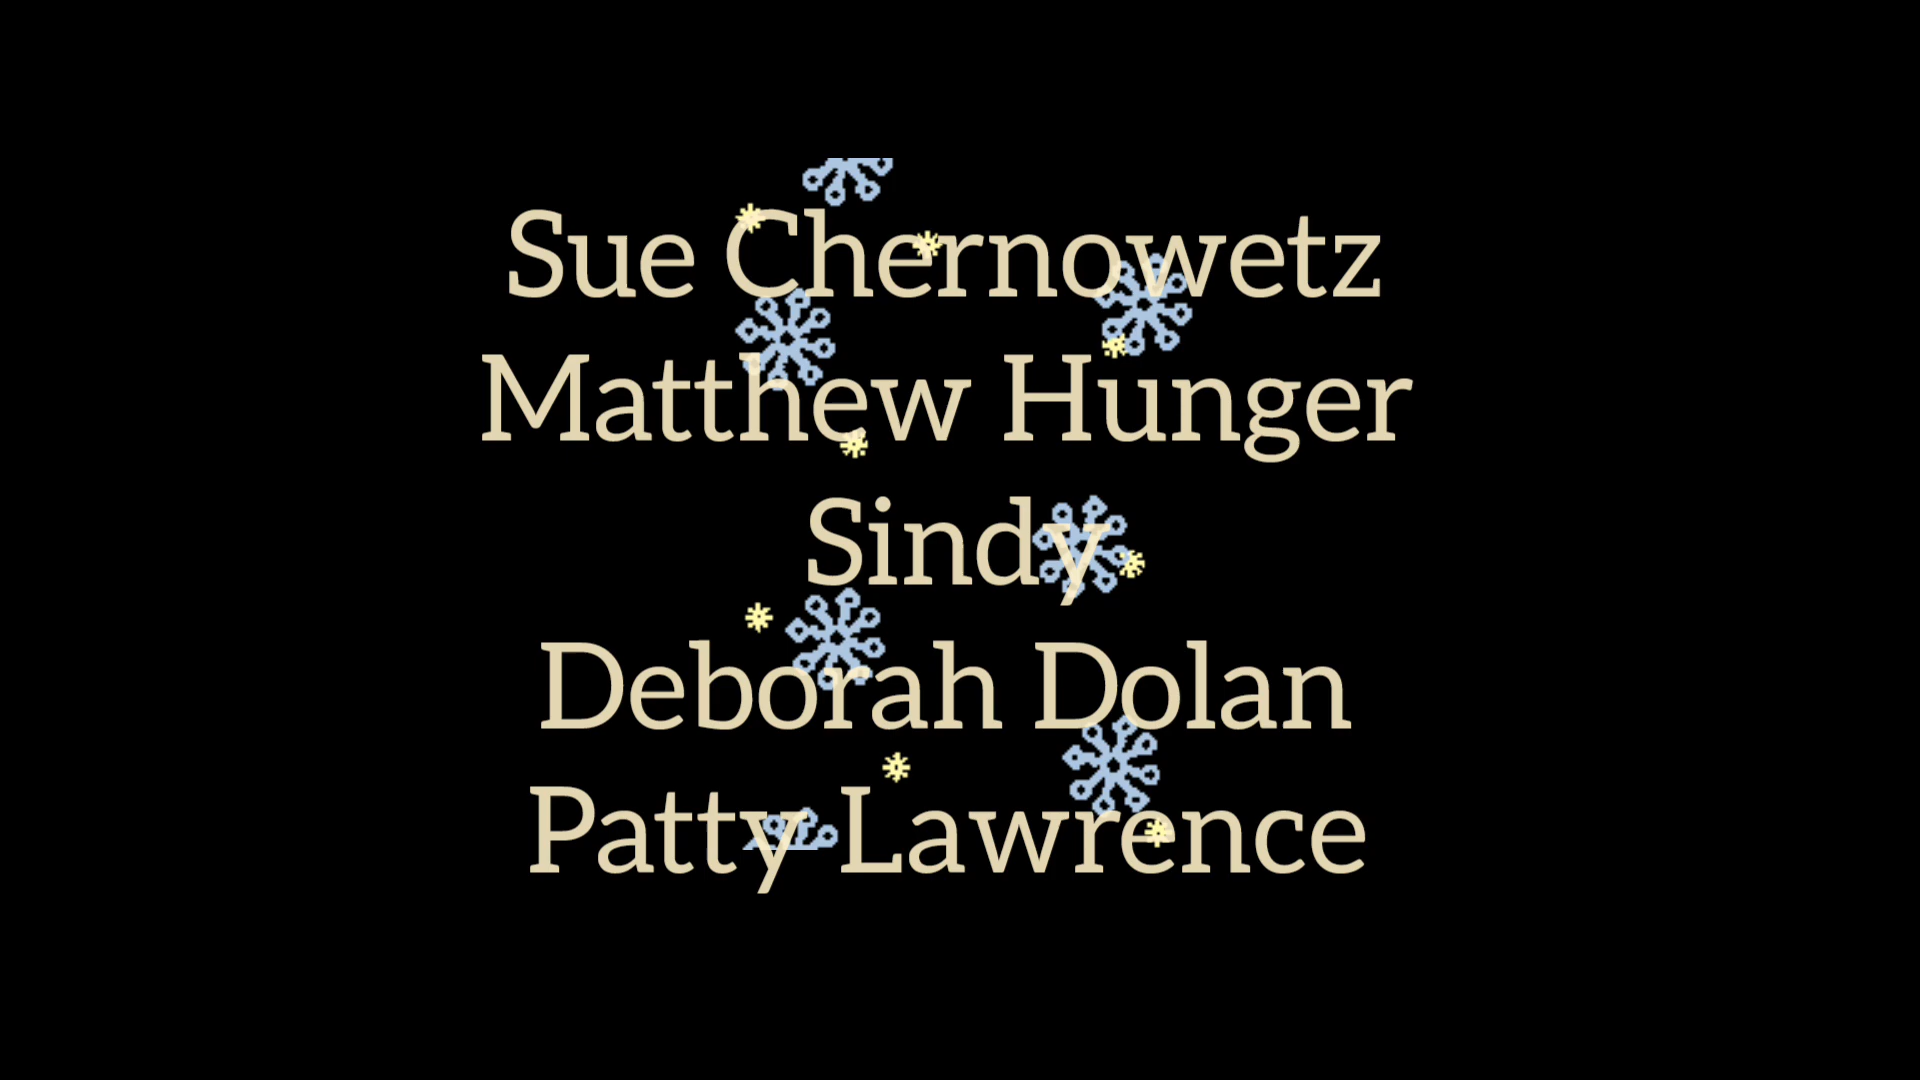 Sue Chernowetz
Matthew Hunger
Sindy
Deborah Dolan
Patty Lawrence